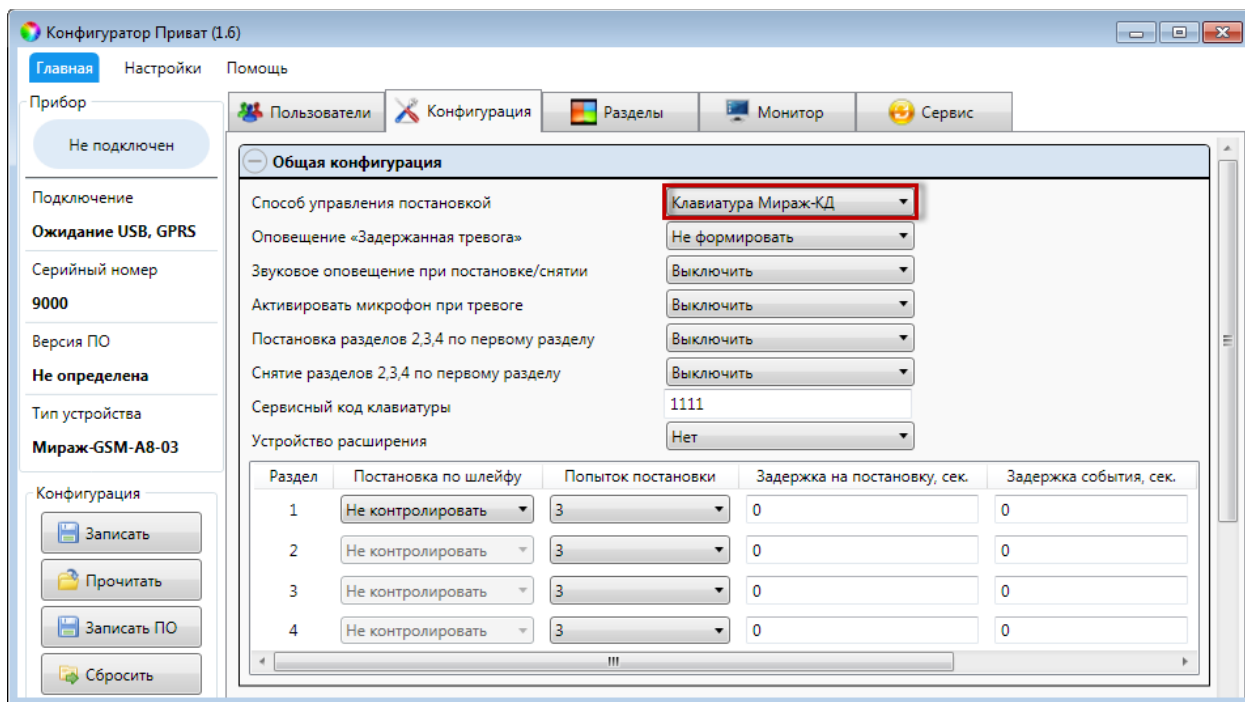 Конфигуратор Приват (1.6)
Главная Настройки Помощь
Прибор
Не подключен
Подключение
Ожидание USB, GPRS
Серийный номер
9000
Версия ПО
Не определена
Тип устройства
Мираж-GSM-A8-03
Конфигурация
Записать
Прочитать
Записать ПО
Сбросить
Пользователи Конфигурация Разделы Монитор Сервис
Общая конфигурация
Способ управления постановкой Клавиатура Мираж-КД
Оповещение «Задержанная тревога» Не формировать
Звуковое оповещение при постановке/снятии Выключить
Активировать микрофон при тревоге Выключить
Постановка разделов 2,3,4 по первому разделу Выключить
Снятие разделов 2,3,4 по первому разделу Выключить
Сервисный код клавиатуры 1111
Устройство расширения Нет
Раздел Постановка по шлейфу Попыток постановки Задержка на постановку, сек. Задержка события, сек.
1 Не контролировать 3 0 0
2 Не контролировать 3 0 0
3 Не контролировать 3 0 0
4 Не контролировать 3 0 0